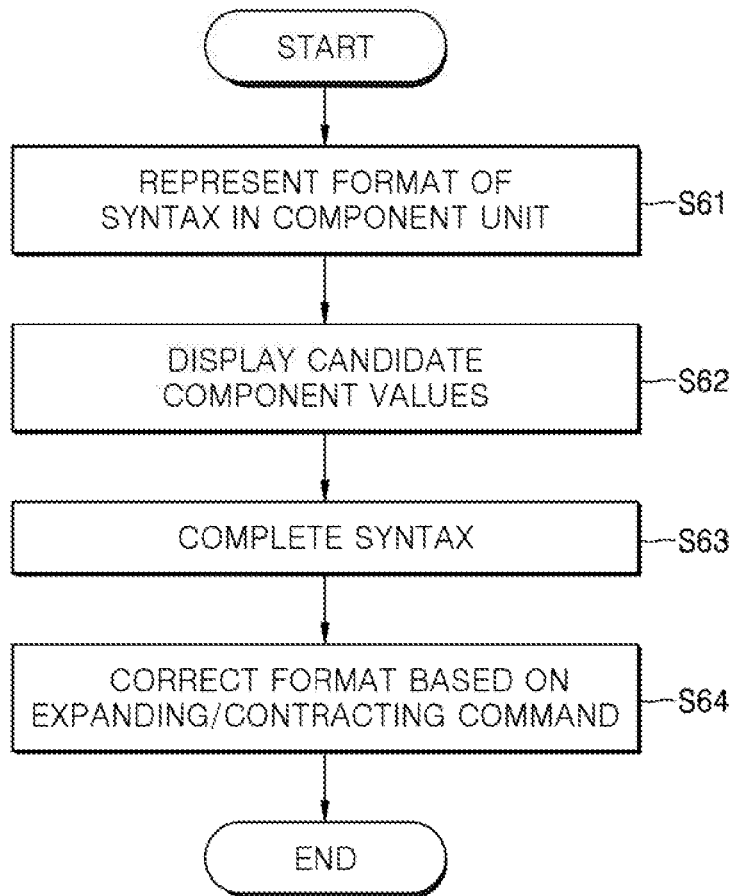 START
REPRESENT FORMAT OF
SYNTAX IN COMPONENT UNIT
S61
DISPLAY CANDIDATE
COMPONENT VALUES
S62
COMPLETE SYNTAX
S63
CORRECT FORMAT BASED ON
EXPANDING/CONTRACTING COMMAND
S64
END